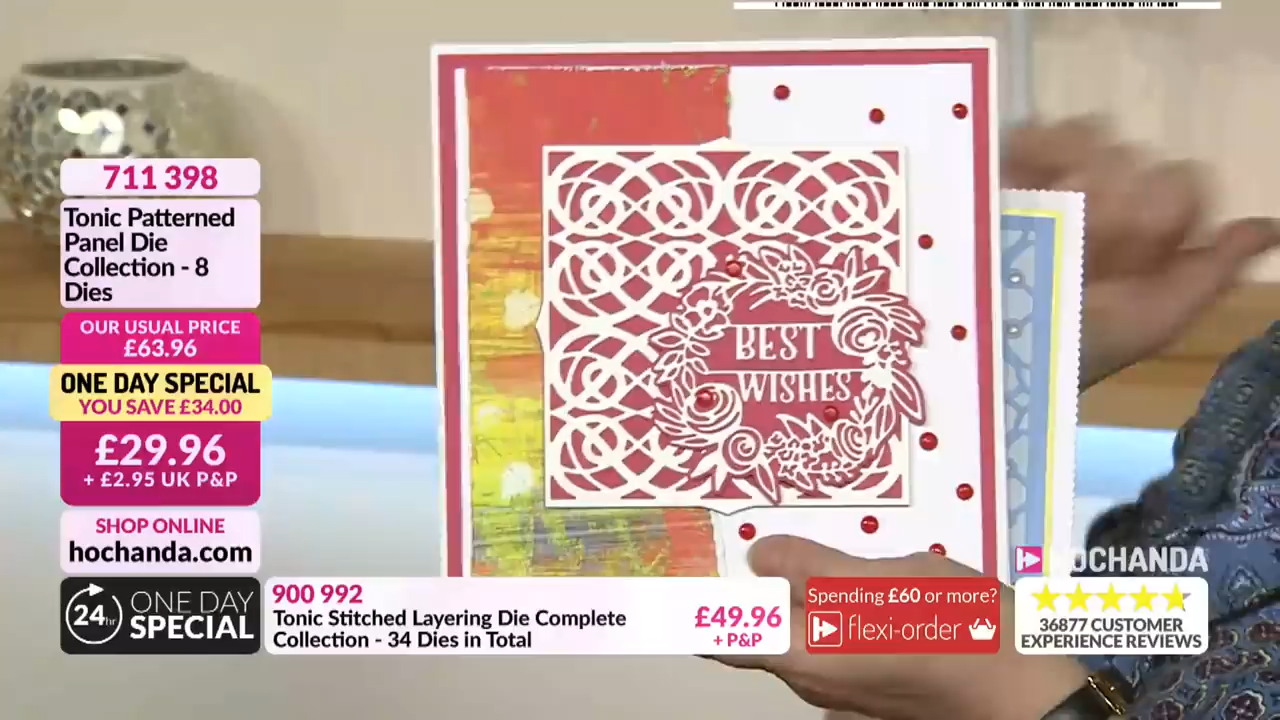 711 398
Tonic Patterned
Panel Die
Collection - 8
Dies
OUR USUAL PRICE
£63.96
ONE DAY SPECIAL
YOU SAVE £34.00
£29.96
+ £2.95 UK P&P
SHOP ONLINE
hochanda.com
BEST
WISHES
HOCHANDA
24hr ONE DAY
SPECIAL
900 992
Tonic Stitched Layering Die Complete
Collection - 34 Dies in Total
£49.96
+ P&P
Spending £60 or more?
flexi-order
36877 CUSTOMER
EXPERIENCE REVIEWS